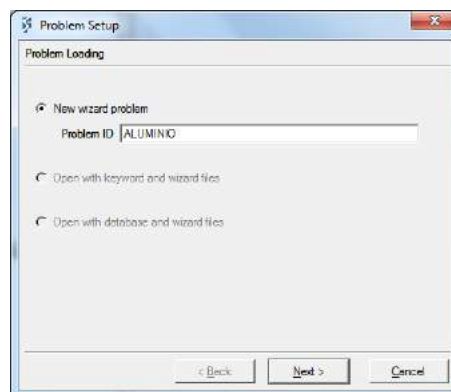 Problem Setup
Problem Loading
New wizard problem
Problem ID ALUMINIO
Open with keyword and wizard files
Open with database and wizard files
< Back Next > Cancel